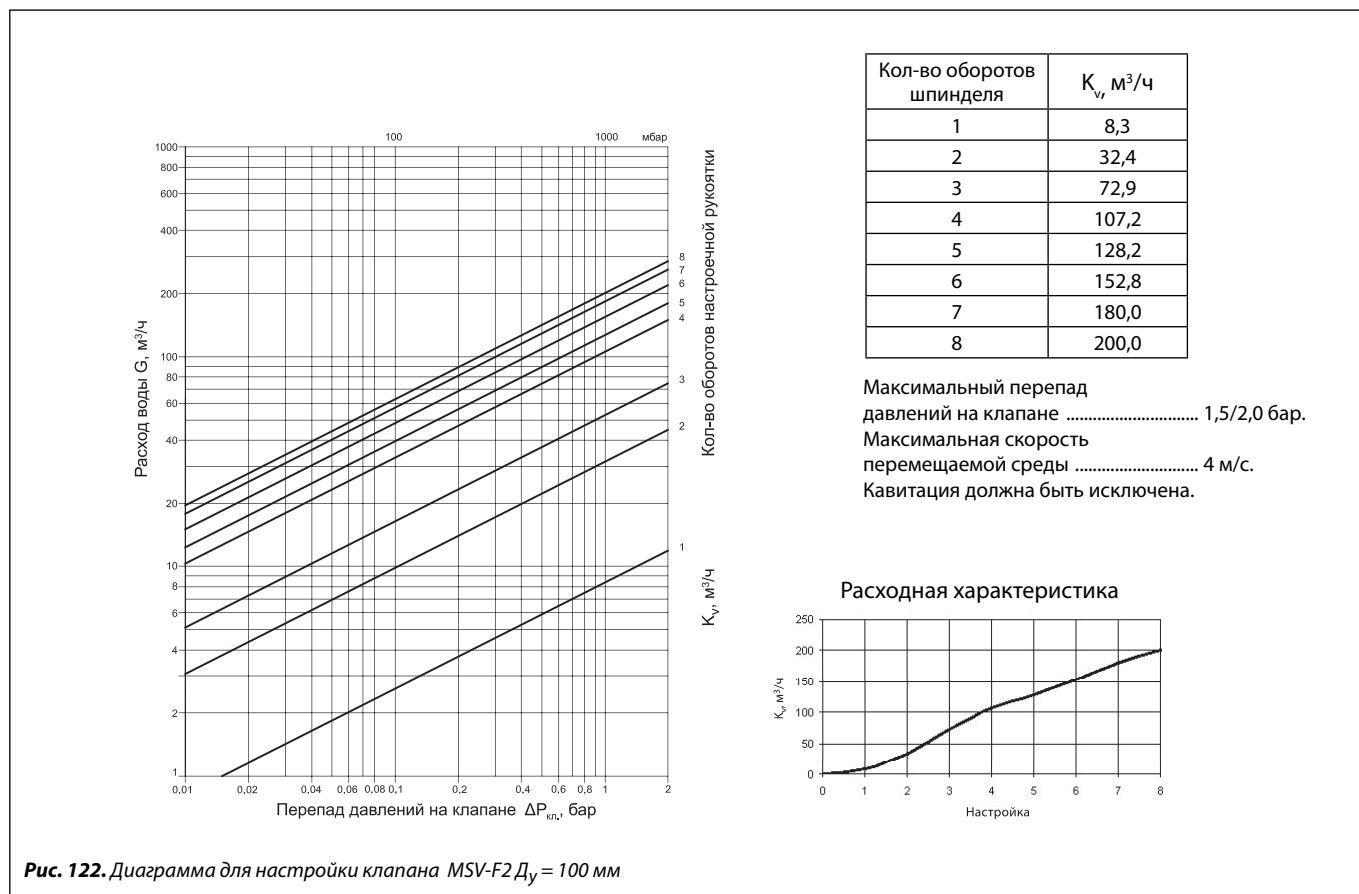 100 1000 мбар
1000
800
600
400
200
100
80
60
40
20
10
8
6
4
2
1
Расход воды G, м³/ч
8
7
6
5
4
3
2
1
Кол-во оборотов настроечной рукоятки
Kv, м³/ч
0,01 0,02 0,04 0,06 0,08 0,1 0,2 0,4 0,6 0,8 1 2
Перепад давлений на клапане ΔPкл., бар
Кол-во оборотов шпинделя Kv, м³/ч
1 8,3
2 32,4
3 72,9
4 107,2
5 128,2
6 152,8
7 180,0
8 200,0
Максимальный перепад
давлений на клапане ............................... 1,5/2,0 бар.
Максимальная скорость
перемещаемой среды ............................. 4 м/с.
Кавитация должна быть исключена.
Расходная характеристика
250
200
150
100
50
0
Kv, м³/ч
0 1 2 3 4 5 6 7 8
Настройка
Рис. 122. Диаграмма для настройки клапана MSV-F2 Ду = 100 мм